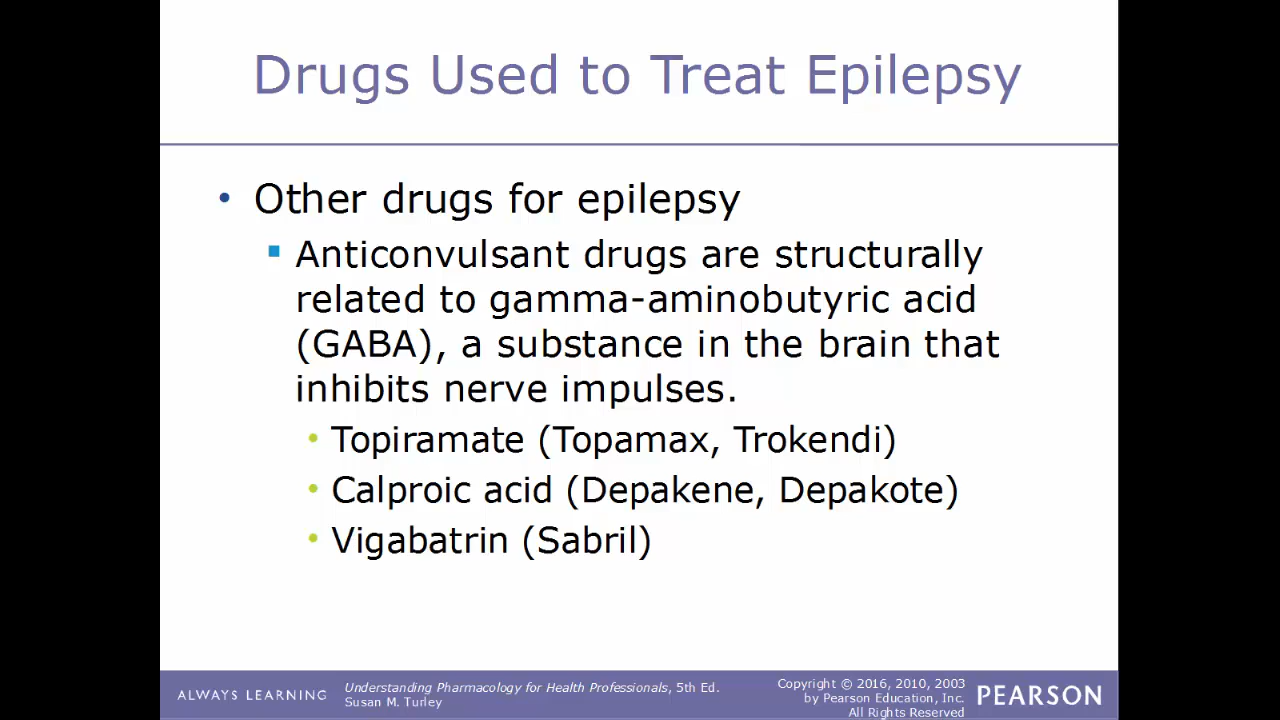 Drugs Used to Treat Epilepsy
• Other drugs for epilepsy
▪ Anticonvulsant drugs are structurally
related to gamma-aminobutyric acid
(GABA), a substance in the brain that
inhibits nerve impulses.
• Topiramate (Topamax, Trokendi)
• Calproic acid (Depakene, Depakote)
• Vigabatrin (Sabril)
ALWAYS LEARNING
Understanding Pharmacology for Health Professionals, 5th Ed.
Susan M. Turley
Copyright © 2016, 2010, 2003
by Pearson Education, Inc.
All Rights Reserved
PEARSON